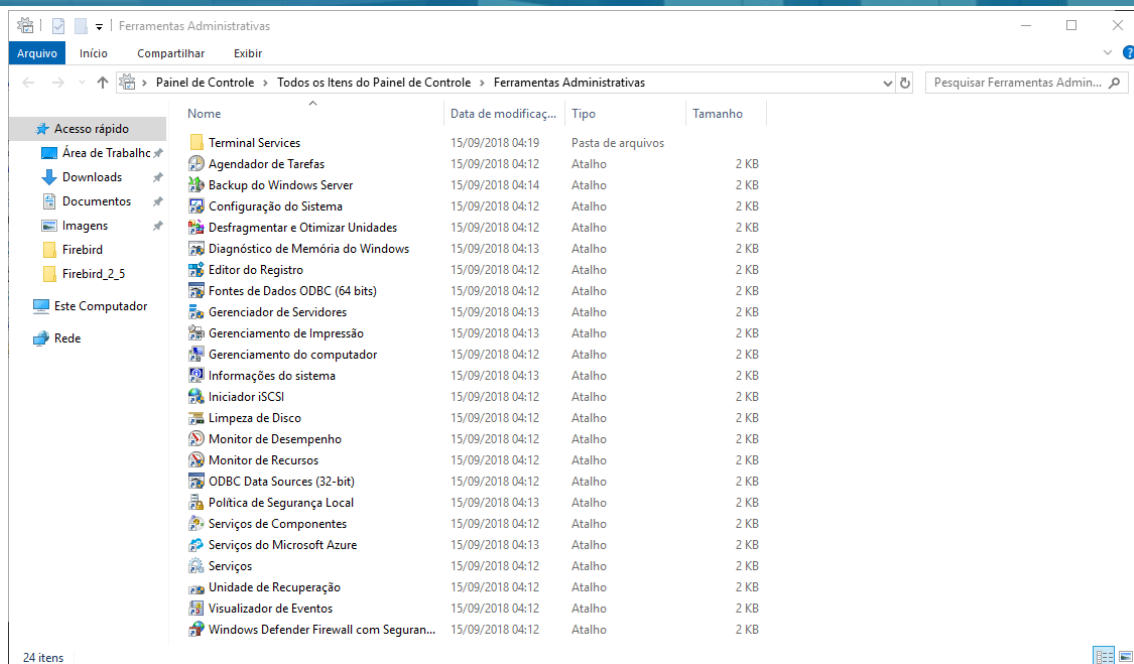 Ferramentas Administrativas
Arquivo Início Compartilhar Exibir
Painel de Controle > Todos os Itens do Painel de Controle > Ferramentas Administrativas Pesquisar Ferramentas Admin...
Nome Data de modificaç... Tipo Tamanho
Acesso rápido
Área de Trabalho
Downloads
Documentos
Imagens
Firebird
Firebird_2_5
Este Computador
Rede
Terminal Services 15/09/2018 04:19 Pasta de arquivos
Agendador de Tarefas 15/09/2018 04:12 Atalho 2 KB
Backup do Windows Server 15/09/2018 04:14 Atalho 2 KB
Configuração do Sistema 15/09/2018 04:12 Atalho 2 KB
Desfragmentar e Otimizar Unidades 15/09/2018 04:12 Atalho 2 KB
Diagnóstico de Memória do Windows 15/09/2018 04:13 Atalho 2 KB
Editor do Registro 15/09/2018 04:12 Atalho 2 KB
Fontes de Dados ODBC (64 bits) 15/09/2018 04:12 Atalho 2 KB
Gerenciador de Servidores 15/09/2018 04:13 Atalho 2 KB
Gerenciamento de Impressão 15/09/2018 04:13 Atalho 2 KB
Gerenciamento do computador 15/09/2018 04:12 Atalho 2 KB
Informações do sistema 15/09/2018 04:13 Atalho 2 KB
Iniciador iSCSI 15/09/2018 04:12 Atalho 2 KB
Limpeza de Disco 15/09/2018 04:12 Atalho 2 KB
Monitor de Desempenho 15/09/2018 04:12 Atalho 2 KB
Monitor de Recursos 15/09/2018 04:12 Atalho 2 KB
ODBC Data Sources (32-bit) 15/09/2018 04:12 Atalho 2 KB
Política de Segurança Local 15/09/2018 04:13 Atalho 2 KB
Serviços de Componentes 15/09/2018 04:12 Atalho 2 KB
Serviços do Microsoft Azure 15/09/2018 04:13 Atalho 2 KB
Serviços 15/09/2018 04:12 Atalho 2 KB
Unidade de Recuperação 15/09/2018 04:12 Atalho 2 KB
Visualizador de Eventos 15/09/2018 04:12 Atalho 2 KB
Windows Defender Firewall com Seguran... 15/09/2018 04:12 Atalho 2 KB
24 itens